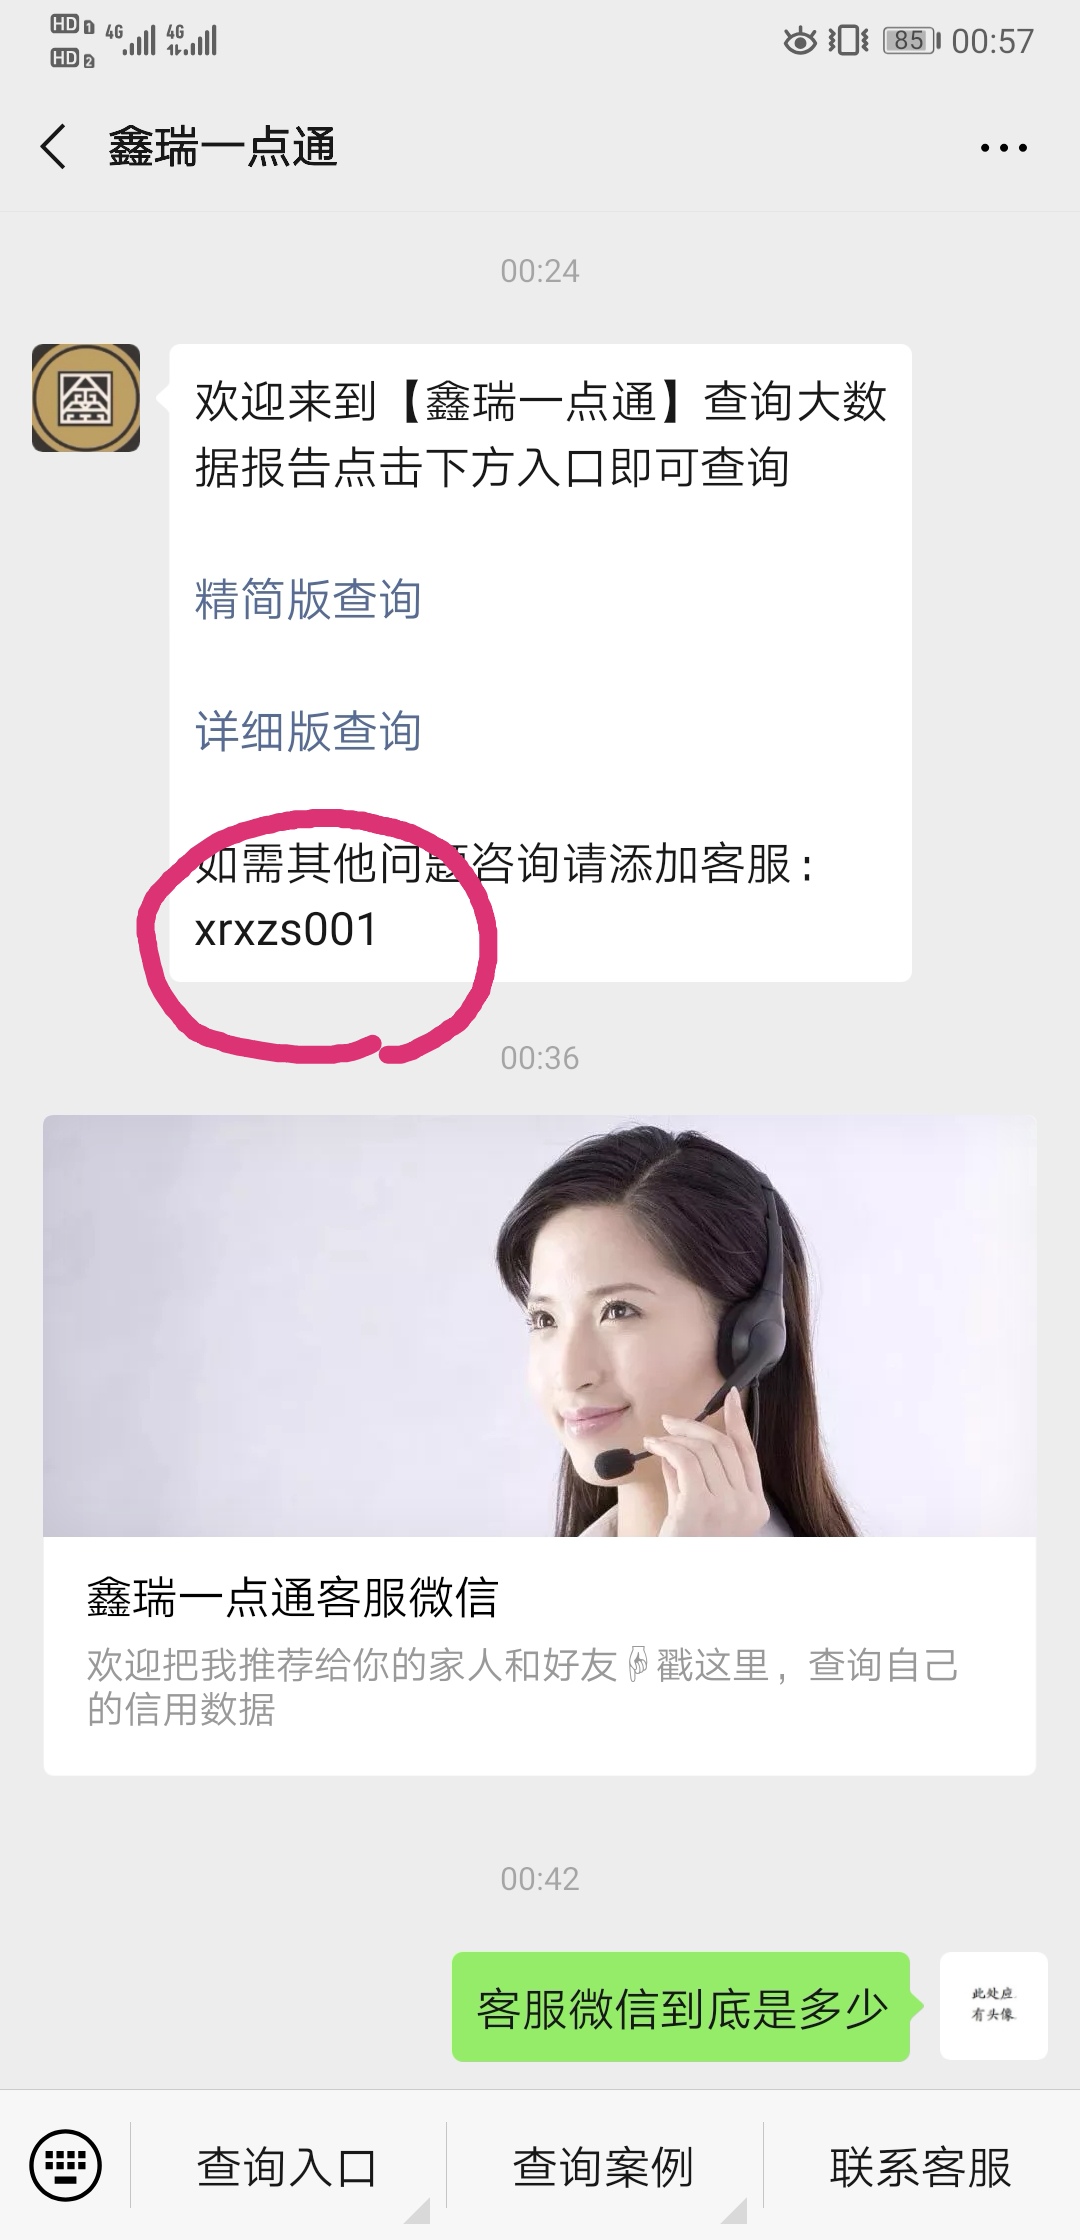 HD 1 4G 4G
HD 2
85 00:57
鑫瑞一点通
00:24
欢迎来到【鑫瑞一点通】查询大数
据报告点击下方入口即可查询
精简版查询
详细版查询
如需其他问题咨询请添加客服：
xrxzs001
00:36
鑫瑞一点通客服微信
欢迎把我推荐给你的家人和好友☟戳这里，查询自己
的信用数据
00:42
客服微信到底是多少
此处应
有头像
查询入口
查询案例
联系客服